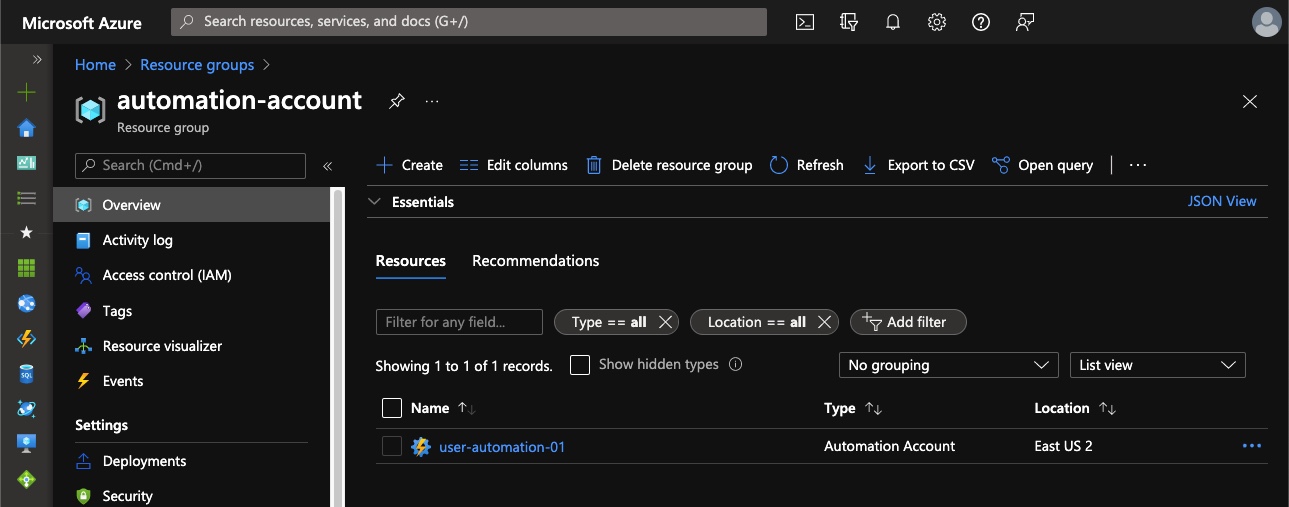 Microsoft Azure
Search resources, services, and docs (G+/)
Home > Resource groups >
automation-account
Resource group
Search (Cmd+/)
Overview
Activity log
Access control (IAM)
Tags
Resource visualizer
Events
Settings
Deployments
Security
Create Edit columns Delete resource group Refresh Export to CSV Open query
Essentials JSON View
Resources Recommendations
Filter for any field... Type == all Location == all Add filter
Showing 1 to 1 of 1 records. Show hidden types No grouping List view
Name Type Location
user-automation-01 Automation Account East US 2